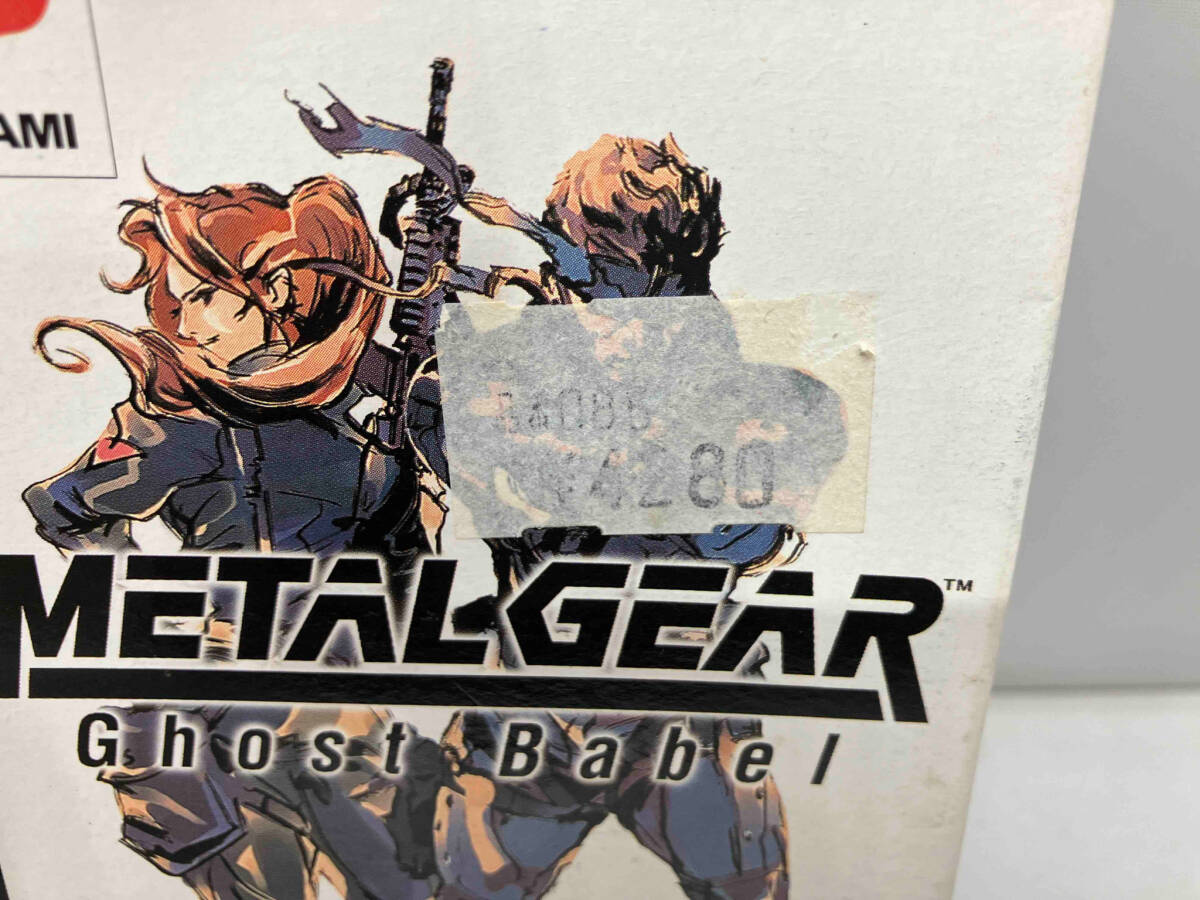 AMI
¥4280
METAL GEAR™
Ghost Babel